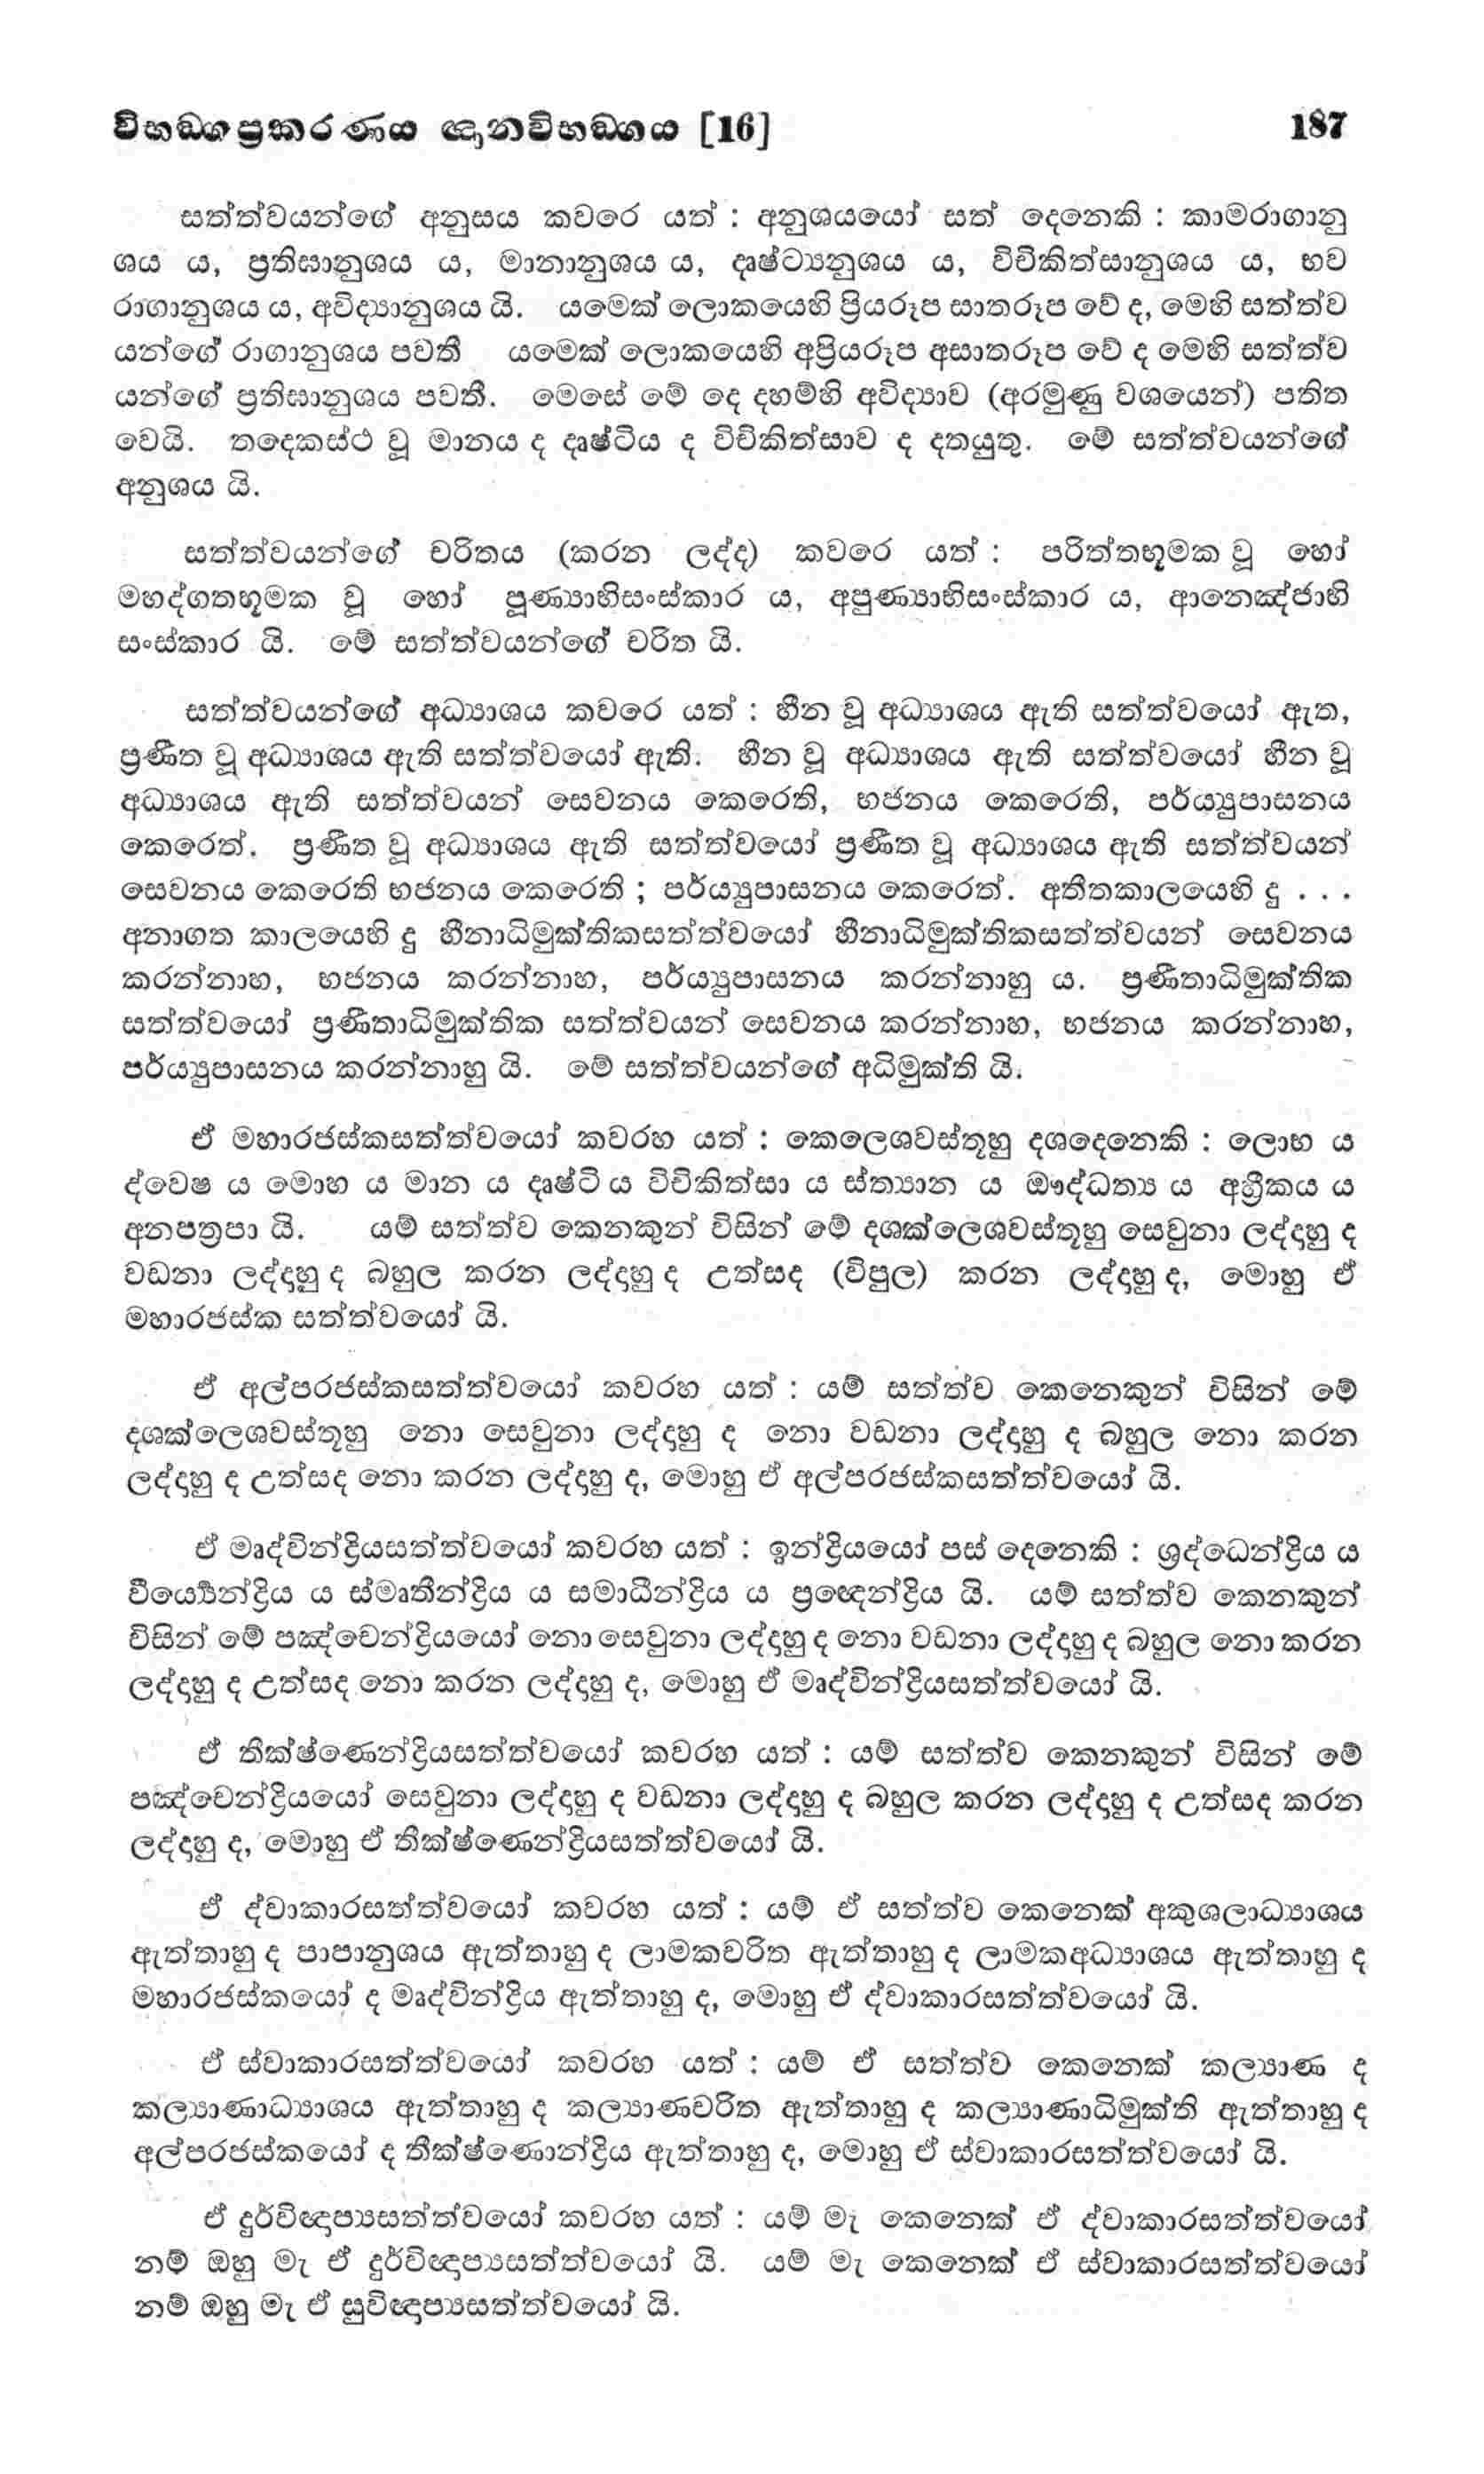 විභඞ්ගප්‍රකරණය ඤානවිභඞ්ගය [16] 187
සත්ත්වයන්ගේ අනුසය කවරෙ යත් : අනුශයයෝ සත් දෙනෙකි : කාමරාගානු
ශය ය, ප්‍රතිඝානුශය ය, මානානුශය ය, දෘෂ්ට්‍යනුශය ය, විචිකිත්සානුශය ය, භව
රාගානුශය ය, අවිද්‍යානුශය යි. යමෙක් ලොකයෙහි ප්‍රියරූප සාතරූප වේ ද, මෙහි සත්ත්ව
යන්ගේ රාගානුශය පවතී යමෙක් ලොකයෙහි අප්‍රියරූප අසාතරූප වේ ද මෙහි සත්ත්ව
යන්ගේ ප්‍රතිඝානුශය පවතී. මෙසේ මේ දෙ දහම්හි අවිද්‍යාව (අරමුණු වශයෙන්) පතිත
වෙයි. තදෙකස්ථ වූ මානය ද දෘෂ්ටිය ද විචිකිත්සාව ද දතයුතු. මේ සත්ත්වයන්ගේ
අනුශය යි.
සත්ත්වයන්ගේ චරිතය (කරන ලද්ද) කවරෙ යත් : පරිත්තභූමක වූ හෝ
මහද්ගතභූමක වූ හෝ පූණ්‍යාභිසංස්කාර ය, අපුණ්‍යාභිසංස්කාර ය, ආනෙඤ්ජාභි
සංස්කාර යි. මේ සත්ත්වයන්ගේ චරිත යි.
සත්ත්වයන්ගේ අධ්‍යාශය කවරෙ යත් : හීන වූ අධ්‍යාශය ඇති සත්ත්වයෝ ඇත,
ප්‍රණීත වූ අධ්‍යාශය ඇති සත්ත්වයෝ ඇති. හීන වූ අධ්‍යාශය ඇති සත්ත්වයෝ හීන වූ
අධ්‍යාශය ඇති සත්ත්වයන් සෙවනය කෙරෙති, භජනය කෙරෙති, පර්ය්‍යුපාසනය
කෙරෙත්. ප්‍රණීත වූ අධ්‍යාශය ඇති සත්ත්වයෝ ප්‍රණීත වූ අධ්‍යාශය ඇති සත්ත්වයන්
සෙවනය කෙරෙති භජනය කෙරෙති ; පර්ය්‍යුපාසනය කෙරෙත්. අතීතකාලයෙහි දු . . .
අනාගත කාලයෙහි දු හීනාධිමුක්තිකසත්ත්වයෝ හීනාධිමුක්තිකසත්ත්වයන් සෙවනය
කරන්නාහ, භජනය කරන්නාහ, පර්ය්‍යුපාසනය කරන්නාහු ය. ප්‍රණීතාධිමුක්තික
සත්ත්වයෝ ප්‍රණීතාධිමුක්තික සත්ත්වයන් සෙවනය කරන්නාහ, භජනය කරන්නාහ,
පර්ය්‍යුපාසනය කරන්නාහු යි. මේ සත්ත්වයන්ගේ අධිමුක්ති යි.
ඒ මහාරජස්කසත්ත්වයෝ කවරහ යත් : කෙලෙශවස්තූහු දශදෙනෙකි : ලොභ ය
ද්වෙෂ ය මොහ ය මාන ය දෘෂ්ටි ය විචිකිත්සා ය ස්ත්‍යාන ය ඖද්ධත්‍ය ය අහ්‍රීකය ය
අනපත්‍රපා යි. යම් සත්ත්ව කෙනකුන් විසින් මේ දශක්ලෙශවස්තූහු සෙවුනා ලද්දහු ද
වඩනා ලද්දහු ද බහුල කරන ලද්දහු ද උත්සද (විපුල) කරන ලද්දහු ද, මොහු ඒ
මහාරජස්ක සත්ත්වයෝ යි.
ඒ අල්පරජස්කසත්ත්වයෝ කවරහ යත් : යම් සත්ත්ව කෙනෙකුන් විසින් මේ
දශක්ලෙශවස්තූහු නො සෙවුනා ලද්දහු ද නො වඩනා ලද්දහු ද බහුල නො කරන
ලද්දහු ද උත්සද නො කරන ලද්දහු ද, මොහු ඒ අල්පරජස්කසත්ත්වයෝ යි.
ඒ මෘද්වින්ද්‍රියසත්ත්වයෝ කවරහ යත් : ඉන්ද්‍රියයෝ පස් දෙනෙකි : ශ්‍රද්ධෙන්ද්‍රිය ය
වීර්‍ය්‍යෙන්ද්‍රිය ය ස්මෘතීන්ද්‍රිය ය සමාධීන්ද්‍රිය ය ප්‍රඥෙන්ද්‍රිය යි. යම් සත්ත්ව කෙනකුන්
විසින් මේ පඤ්චෙන්ද්‍රියයෝ නො සෙවුනා ලද්දහු ද නො වඩනා ලද්දහු ද බහුල නො කරන
ලද්දහු ද උත්සද නො කරන ලද්දහු ද, මොහු ඒ මෘද්වින්ද්‍රියසත්ත්වයෝ යි.
ඒ තීක්ෂ්ණෙන්ද්‍රියසත්ත්වයෝ කවරහ යත් : යම් සත්ත්ව කෙනකුන් විසින් මේ
පඤ්චෙන්ද්‍රියයෝ සෙවුනා ලද්දහු ද වඩනා ලද්දහු ද බහුල කරන ලද්දහු ද උත්සද කරන
ලද්දහු ද, මොහු ඒ තීක්ෂ්ණෙන්ද්‍රියසත්ත්වයෝ යි.
ඒ ද්වාකාරසත්ත්වයෝ කවරහ යත් : යම් ඒ සත්ත්ව කෙනෙක් අකුශලාධ්‍යාශය
ඇත්තාහු ද පාපානුශය ඇත්තාහු ද ලාමකචරිත ඇත්තාහු ද ලාමකඅධ්‍යාශය ඇත්තාහු ද
මහාරජස්කයෝ ද මෘද්වින්ද්‍රිය ඇත්තාහු ද, මොහු ඒ ද්වාකාරසත්ත්වයෝ යි.
ඒ ස්වාකාරසත්ත්වයෝ කවරහ යත් : යම් ඒ සත්ත්ව කෙනෙක් කල්‍යාණ ද
කල්‍යාණාධ්‍යාශය ඇත්තාහු ද කල්‍යාණචරිත ඇත්තාහු ද කල්‍යාණාධිමුක්ති ඇත්තාහු ද
අල්පරජස්කයෝ ද තීක්ෂ්ණොන්ද්‍රිය ඇත්තාහු ද, මොහු ඒ ස්වාකාරසත්ත්වයෝ යි.
ඒ දුර්විඥාප්‍යසත්ත්වයෝ කවරහ යත් : යම් මැ කෙනෙක් ඒ ද්වාකාරසත්ත්වයෝ
නම් ඔහු මැ ඒ දුර්විඥාප්‍යසත්ත්වයෝ යි. යම් මැ කෙනෙක් ඒ ස්වාකාරසත්ත්වයෝ
නම් ඔහු මැ ඒ සුවිඥාප්‍යසත්ත්වයෝ යි.